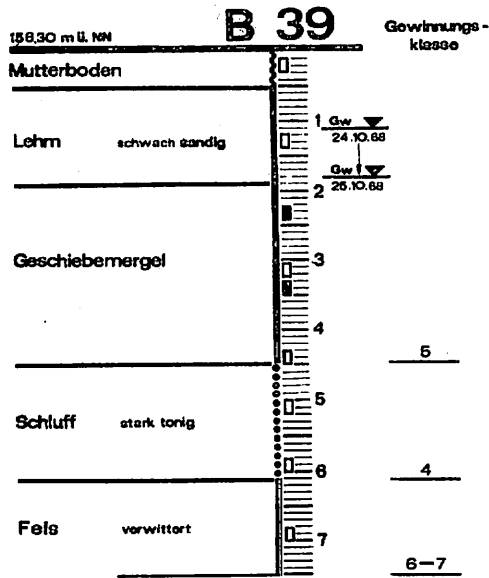 B 39
156,30 m ü. NN
Gewinnungs-
klasse
Mutterboden
1
Gw
24.10.68
Lehm schwach sandig
Gw
25.10.68
2
Geschiebemergel
3
4
5
5
Schluff stark tonig
6
4
Fels verwittert
7
6-7